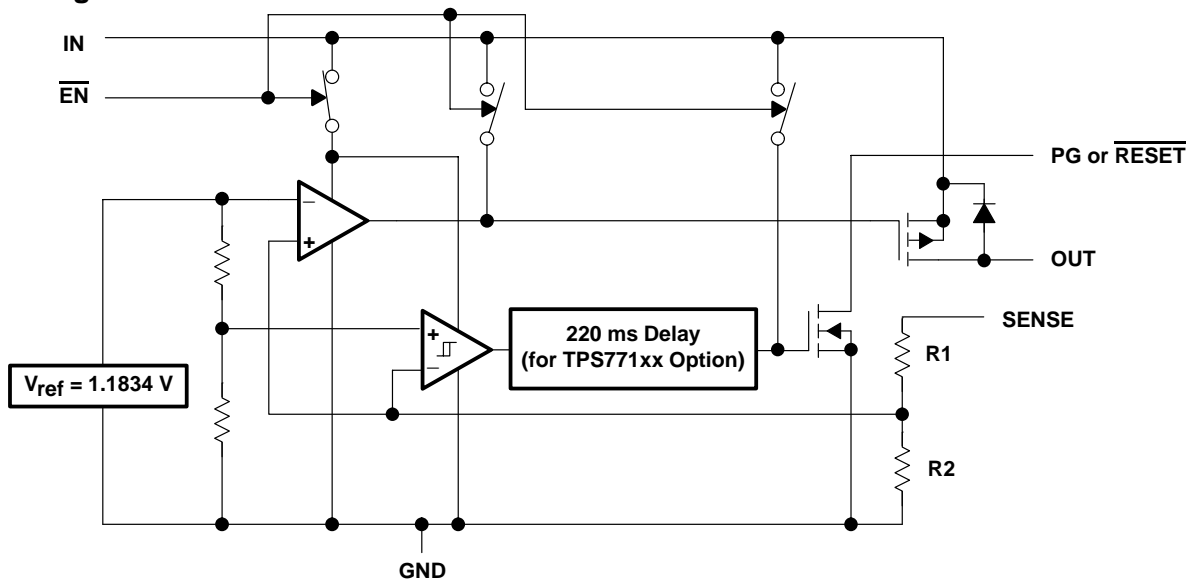 IN
EN
PG or RESET
OUT
SENSE
220 ms Delay
(for TPS771xx Option)
R1
Vref = 1.1834 V
R2
GND